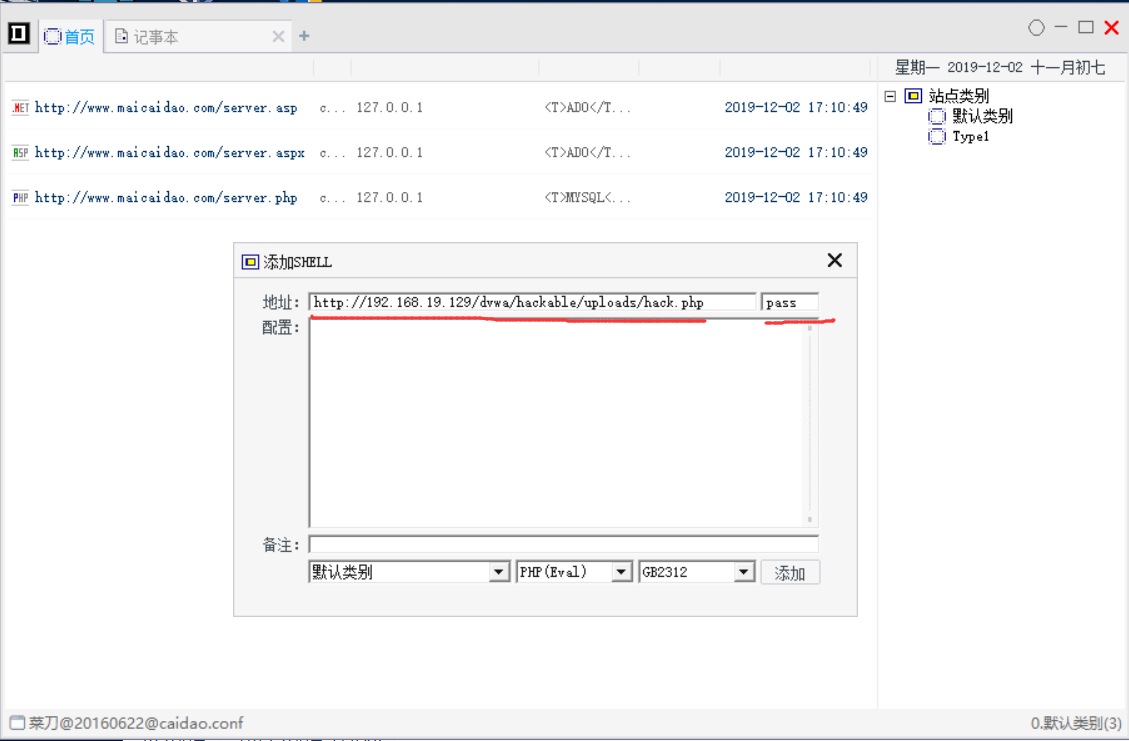 首页 记事本
星期一 2019-12-02 十一月初七
.NET http://www.maicaidao.com/server.asp c... 127.0.0.1 <T>ADO</T... 2019-12-02 17:10:49
ASP http://www.maicaidao.com/server.aspx c... 127.0.0.1 <T>ADO</T... 2019-12-02 17:10:49
PHP http://www.maicaidao.com/server.php c... 127.0.0.1 <T>MYSQL<... 2019-12-02 17:10:49
站点类别
默认类别
Type1
添加SHELL
地址: http://192.168.19.129/dvwa/hackable/uploads/hack.php pass
配置:
备注:
默认类别 PHP(Eval) GB2312 添加
菜刀@20160622@caidao.conf 0.默认类别(3)